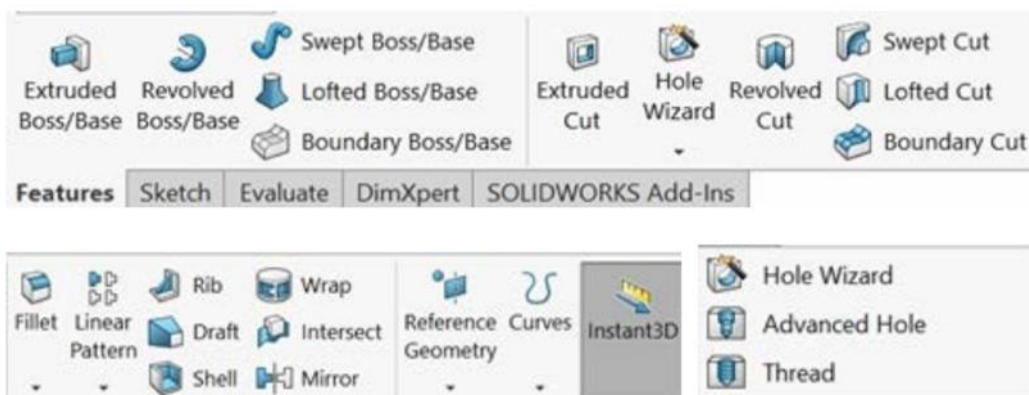 Extruded Boss/Base
Revolved Boss/Base
Swept Boss/Base
Lofted Boss/Base
Boundary Boss/Base
Extruded Cut
Hole Wizard
Revolved Cut
Swept Cut
Lofted Cut
Boundary Cut
Features Sketch Evaluate DimXpert SOLIDWORKS Add-Ins
Fillet
Linear Pattern
Rib
Draft
Shell
Wrap
Intersect
Mirror
Reference Geometry
Curves
Instant3D
Hole Wizard
Advanced Hole
Thread